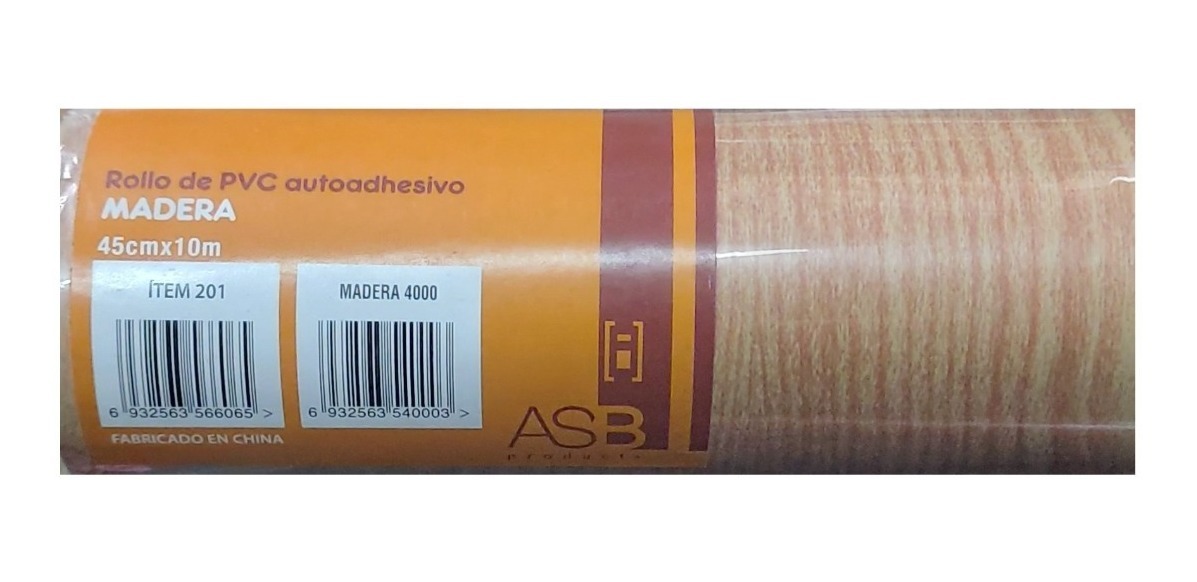 Rollo de PVC autoadhesivo
MADERA
45cmx10m
ÍTEM 201
6 932563 566065 >
MADERA 4000
6 932563 540003 >
FABRICADO EN CHINA
ASB
products